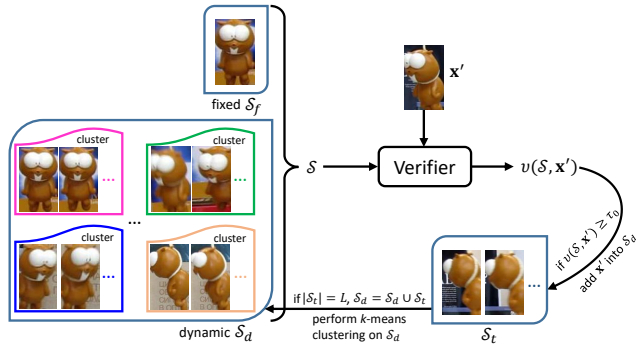 fixed 𝒮_f
cluster
...
cluster
...
...
cluster
...
cluster
...
dynamic 𝒮_d
𝒮
x′
Verifier
υ(𝒮, x′)
if υ(𝒮, x′) ≥ τ₀
add x′ into 𝒮_d
...
𝒮_t
if |𝒮_t| = L, 𝒮_d = 𝒮_d ∪ 𝒮_t
perform k-means
clustering on 𝒮_d